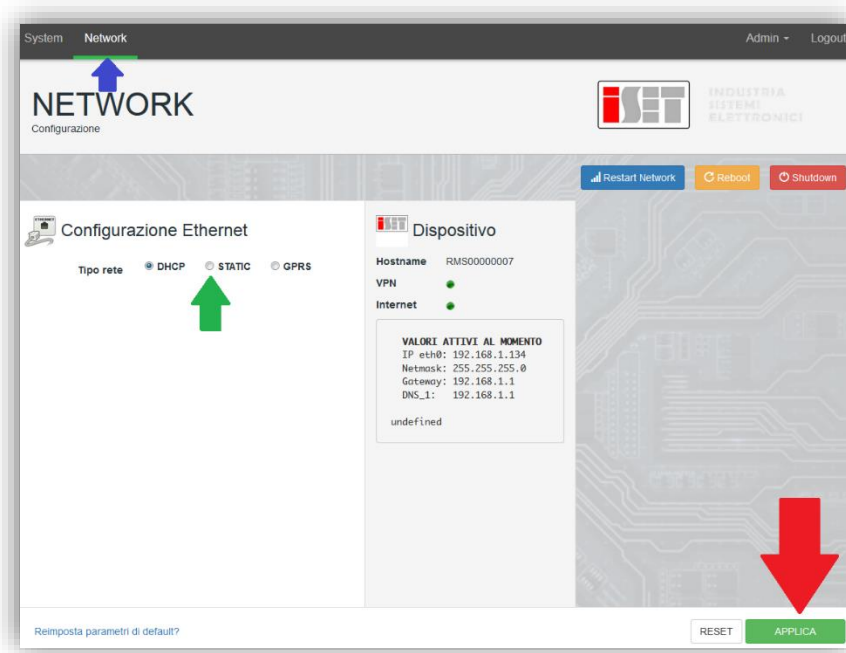 System Network Admin Logout
NETWORK
Configurazione
iSET
INDUSTRIA
SISTEMI
ELETTRONICI
Restart Network Reboot Shutdown
ETHERNET
Configurazione Ethernet
Tipo rete DHCP STATIC GPRS
iSET
Dispositivo
Hostname RMS00000007
VPN
Internet
VALORI ATTIVI AL MOMENTO
IP eth0: 192.168.1.134
Netmask: 255.255.255.0
Gateway: 192.168.1.1
DNS_1: 192.168.1.1
undefined
Reimposta parametri di default?
RESET APPLICA